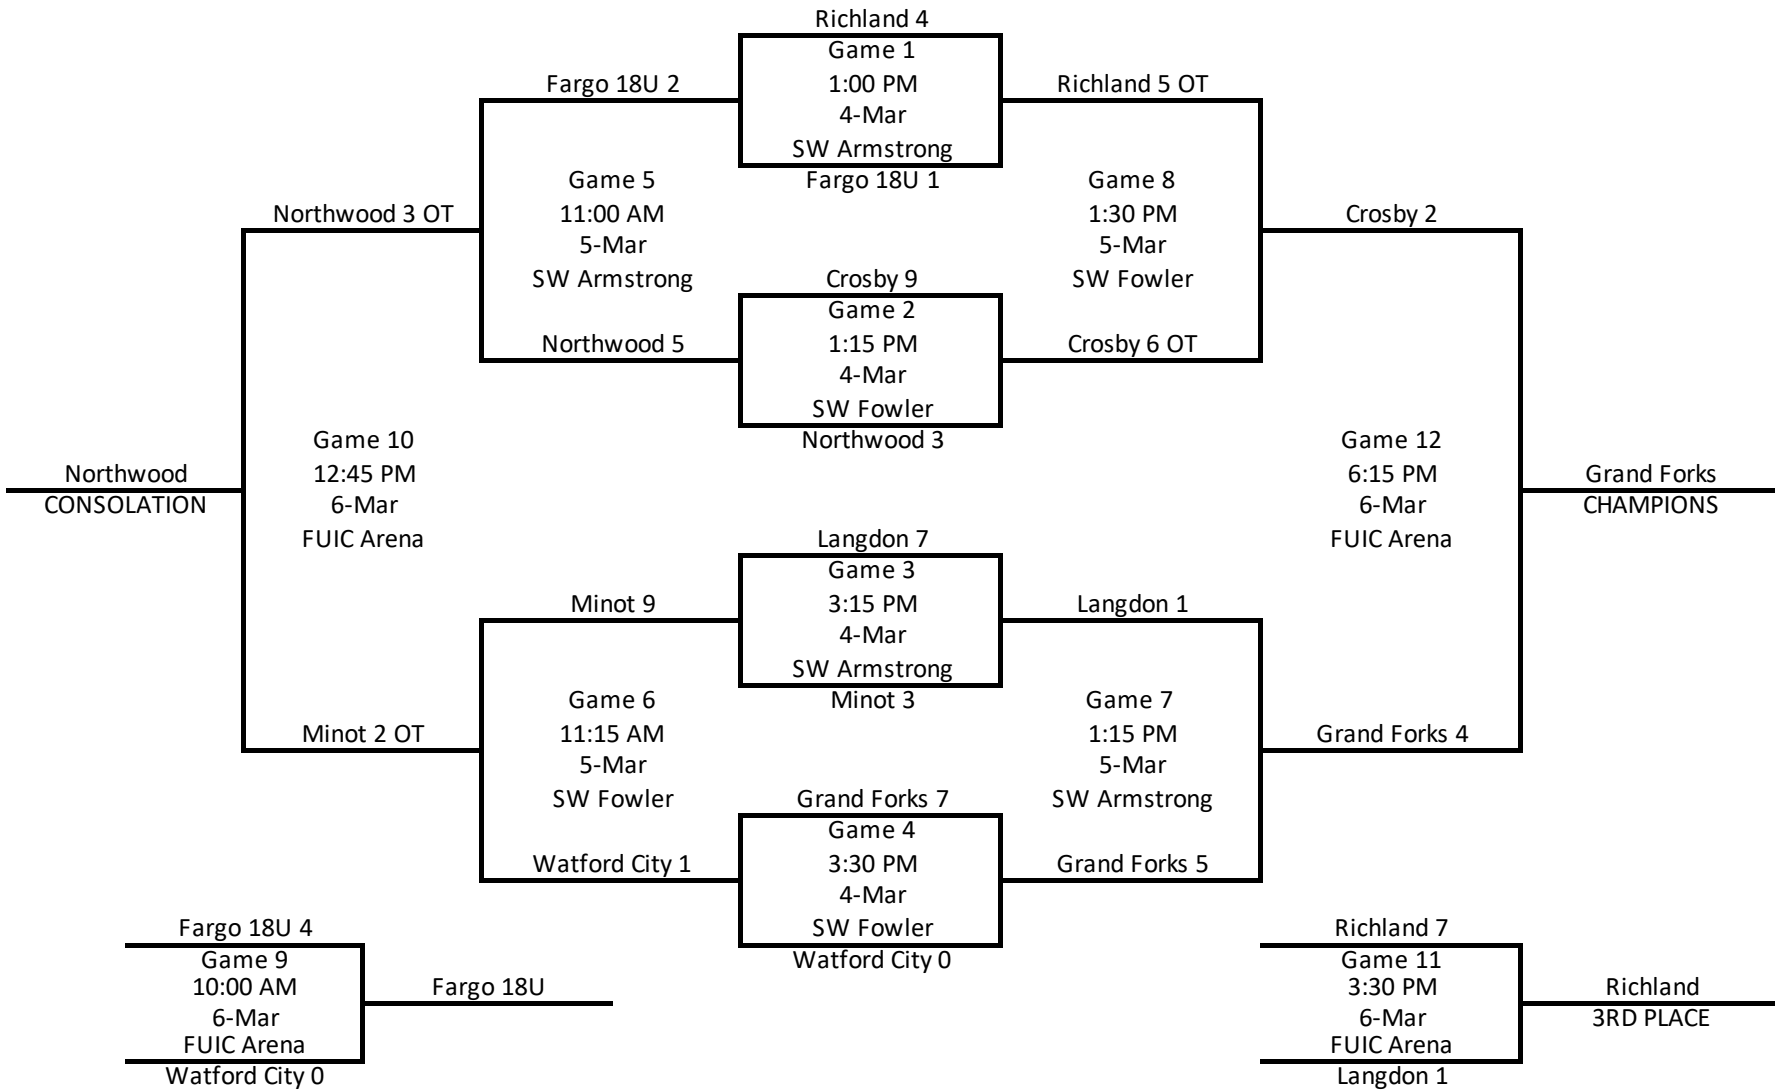 Richland 4
Game 1
1:00 PM
4-Mar
SW Armstrong
Fargo 18U 1
Fargo 18U 2
Richland 5 OT
Game 5
11:00 AM
5-Mar
SW Armstrong
Game 8
1:30 PM
5-Mar
SW Fowler
Northwood 3 OT
Crosby 2
Crosby 9
Game 2
1:15 PM
4-Mar
SW Fowler
Northwood 3
Northwood 5
Crosby 6 OT
Game 10
12:45 PM
6-Mar
FUIC Arena
Game 12
6:15 PM
6-Mar
FUIC Arena
Northwood
CONSOLATION
Grand Forks
CHAMPIONS
Langdon 7
Game 3
3:15 PM
4-Mar
SW Armstrong
Minot 3
Minot 9
Langdon 1
Game 6
11:15 AM
5-Mar
SW Fowler
Game 7
1:15 PM
5-Mar
SW Armstrong
Minot 2 OT
Grand Forks 4
Grand Forks 7
Game 4
3:30 PM
4-Mar
SW Fowler
Watford City 0
Watford City 1
Grand Forks 5
Fargo 18U 4
Game 9
10:00 AM
6-Mar
FUIC Arena
Watford City 0
Fargo 18U
Richland 7
Game 11
3:30 PM
6-Mar
FUIC Arena
Langdon 1
Richland
3RD PLACE